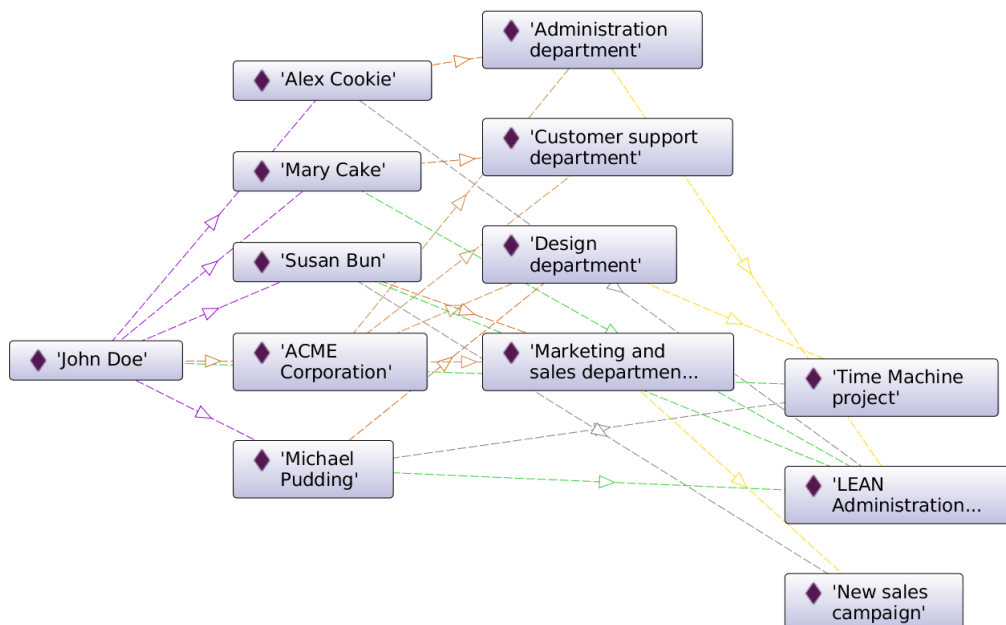 'Administration
department'
'Alex Cookie'
'Customer support
department'
'Mary Cake'
'Design
department'
'Susan Bun'
'John Doe'
'ACME
Corporation'
'Marketing and
sales departmen...
'Time Machine
project'
'Michael
Pudding'
'LEAN
Administration...
'New sales
campaign'